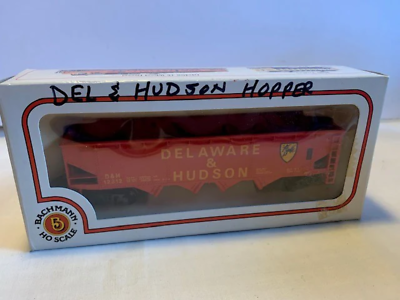 DEL & HUDSON HOPPER
DELAWARE
&
HUDSON
D&H
BACHMANN
HO SCALE